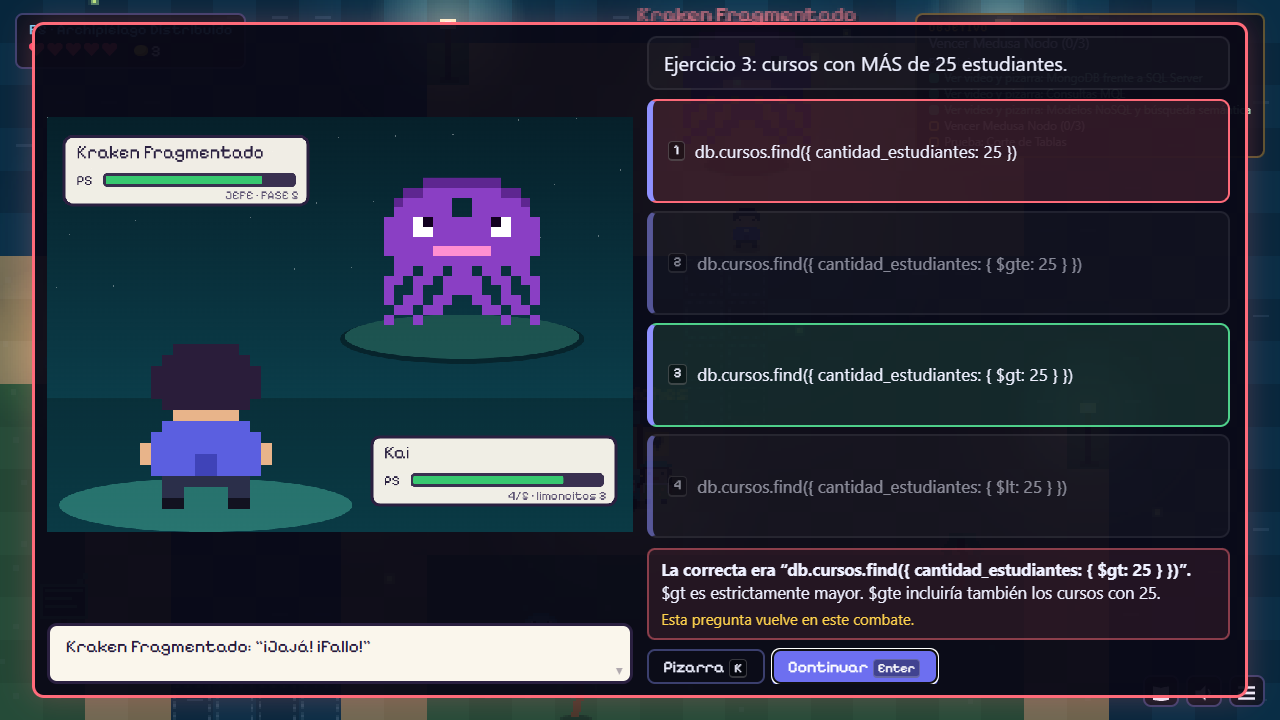 Kraken Fragmentado
Ejercicio 3: cursos con MÁS de 25 estudiantes.
Kraken Fragmentado
PS
JEFE · FASE 2
Kai
PS
4/5 · limoncitos 3
1 db.cursos.find({ cantidad_estudiantes: 25 })
2 db.cursos.find({ cantidad_estudiantes: { $gte: 25 } })
3 db.cursos.find({ cantidad_estudiantes: { $gt: 25 } })
4 db.cursos.find({ cantidad_estudiantes: { $lt: 25 } })
La correcta era “db.cursos.find({ cantidad_estudiantes: { $gt: 25 } })”.
$gt es estrictamente mayor. $gte incluiría también los cursos con 25.
Esta pregunta vuelve en este combate.
Kraken Fragmentado: “¡Jajá! ¡Fallo!”
Pizarra K
Continuar Enter